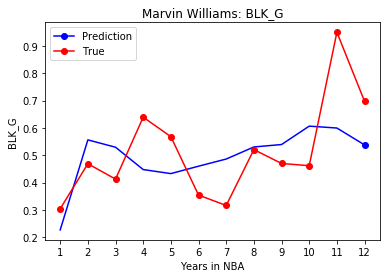 Marvin Williams: BLK_G
Prediction
True
0.9
0.8
0.7
0.6
0.5
0.4
0.3
0.2
BLK_G
1 2 3 4 5 6 7 8 9 10 11 12
Years in NBA